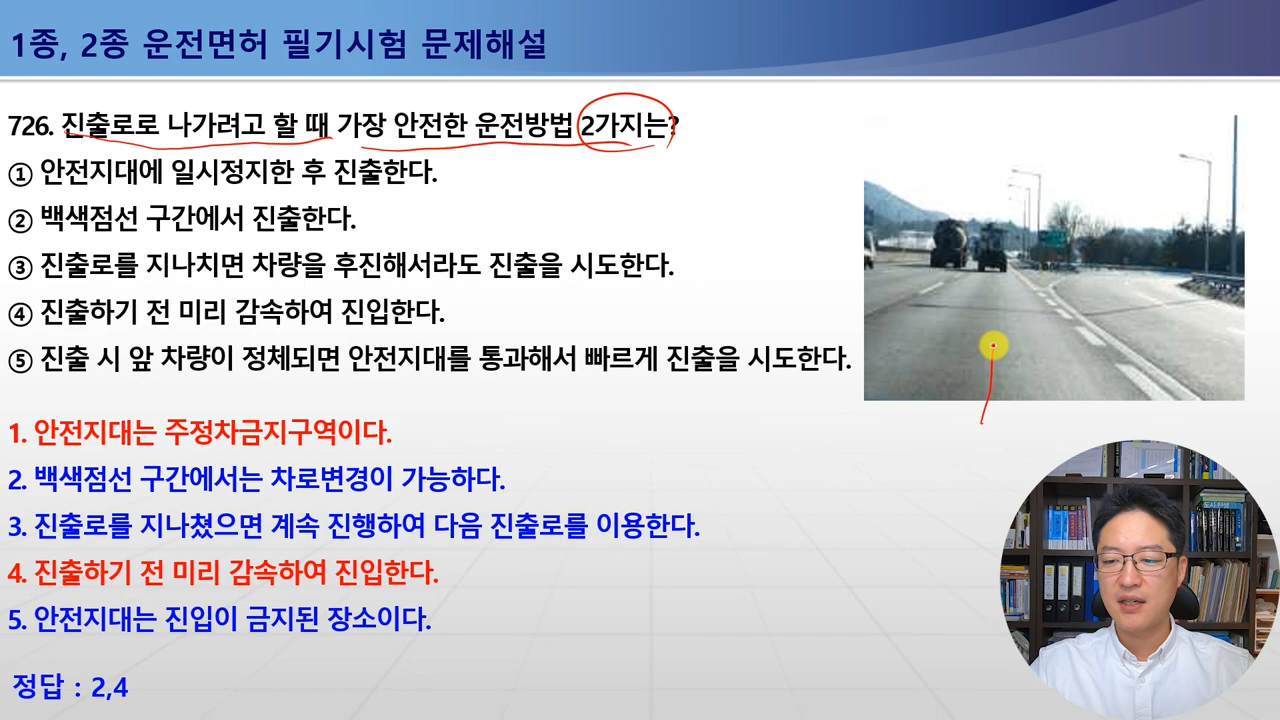 1종, 2종 운전면허 필기시험 문제해설
726. 진출로로 나가려고 할 때 가장 안전한 운전방법 2가지는?
① 안전지대에 일시정지한 후 진출한다.
② 백색점선 구간에서 진출한다.
③ 진출로를 지나치면 차량을 후진해서라도 진출을 시도한다.
④ 진출하기 전 미리 감속하여 진입한다.
⑤ 진출 시 앞 차량이 정체되면 안전지대를 통과해서 빠르게 진출을 시도한다.
1. 안전지대는 주정차금지구역이다.
2. 백색점선 구간에서는 차로변경이 가능하다.
3. 진출로를 지나쳤으면 계속 진행하여 다음 진출로를 이용한다.
4. 진출하기 전 미리 감속하여 진입한다.
5. 안전지대는 진입이 금지된 장소이다.
정답 : 2,4